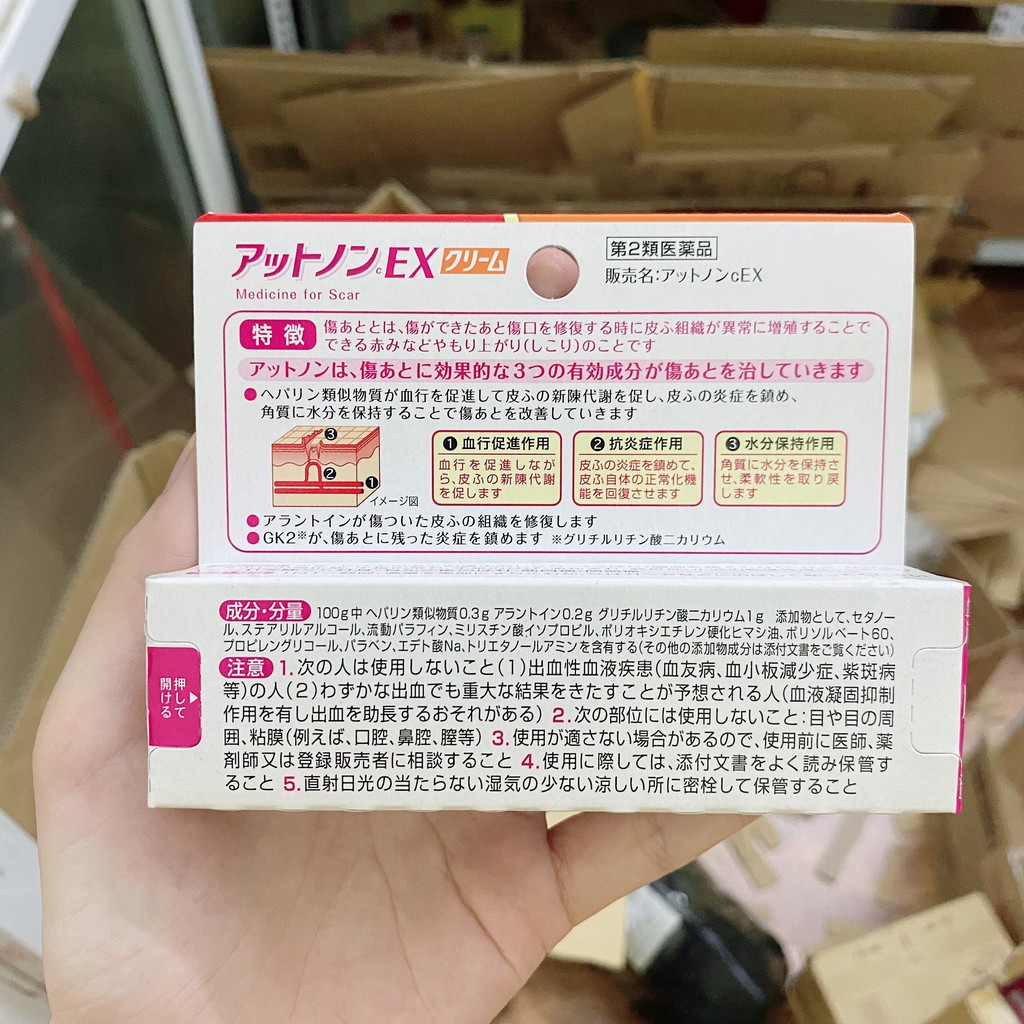 アットノンcEX クリーム
Medicine for Scar
第2類医薬品
販売名:アットノンcEX
特徴
傷あととは、傷ができたあと傷口を修復する時に皮ふ組織が異常に増殖することで
できる赤みなどやもり上がり(しこり)のことです
アットノンは、傷あとに効果的な3つの有効成分が傷あとを治していきます
●ヘパリン類似物質が血行を促進して皮ふの新陳代謝を促し、皮ふの炎症を鎮め、
角質に水分を保持することで傷あとを改善していきます
③
②
①
イメージ図
❶血行促進作用
血行を促進しなが
ら、皮ふの新陳代謝
を促します
❷抗炎症作用
皮ふの炎症を鎮めて、
皮ふ自体の正常化機
能を回復させます
❸水分保持作用
角質に水分を保持さ
せ、柔軟性を取り戻
します
●アラントインが傷ついた皮ふの組織を修復します
●GK2※が、傷あとに残った炎症を鎮めます ※グリチルリチン酸二カリウム
成分・分量 100g中 ヘパリン類似物質0.3g アラントイン0.2g グリチルリチン酸二カリウム1g 添加物として、セタノー
ル、ステアリルアルコール、流動パラフィン、ミリスチン酸イソプロピル、ポリオキシエチレン硬化ヒマシ油、ポリソルベート60、
プロピレングリコール、パラベン、エデト酸Na、トリエタノールアミンを含有する(その他の添加物成分は添付文書をご覧ください)
注意 1.次の人は使用しないこと(1)出血性血液疾患(血友病、血小板減少症、紫斑病
等)の人(2)わずかな出血でも重大な結果をきたすことが予想される人(血液凝固抑制
作用を有し出血を助長するおそれがある) 2.次の部位には使用しないこと:目や目の周
囲、粘膜(例えば、口腔、鼻腔、膣等) 3.使用が適さない場合があるので、使用前に医師、薬
剤師又は登録販売者に相談すること 4.使用に際しては、添付文書をよく読み保管す
ること 5.直射日光の当たらない湿気の少ない涼しい所に密栓して保管すること
押して
開ける